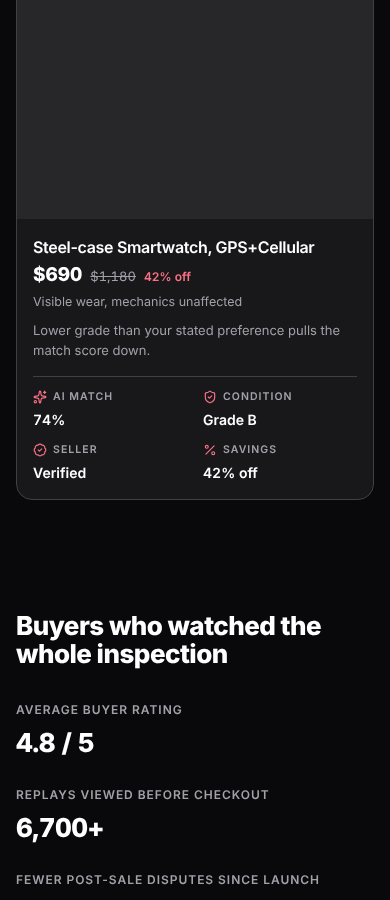 Steel-case Smartwatch, GPS+Cellular
$690 $1,180 42% off
Visible wear, mechanics unaffected
Lower grade than your stated preference pulls the
match score down.
AI MATCH
74%
CONDITION
Grade B
SELLER
Verified
SAVINGS
42% off
Buyers who watched the
whole inspection
AVERAGE BUYER RATING
4.8 / 5
REPLAYS VIEWED BEFORE CHECKOUT
6,700+
FEWER POST-SALE DISPUTES SINCE LAUNCH